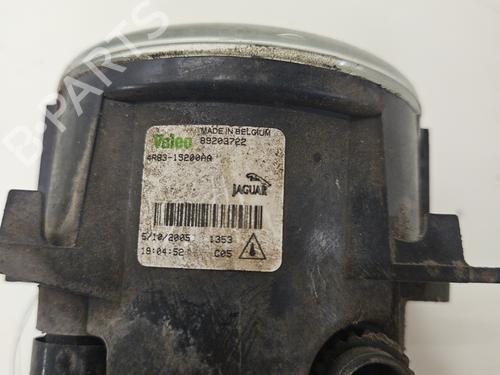 Valeo MADE IN BELGIUM
89203722
4R83-15200AA
JAGUAR
5/10/2005 1353
19:04:52 C05
B-PARTS